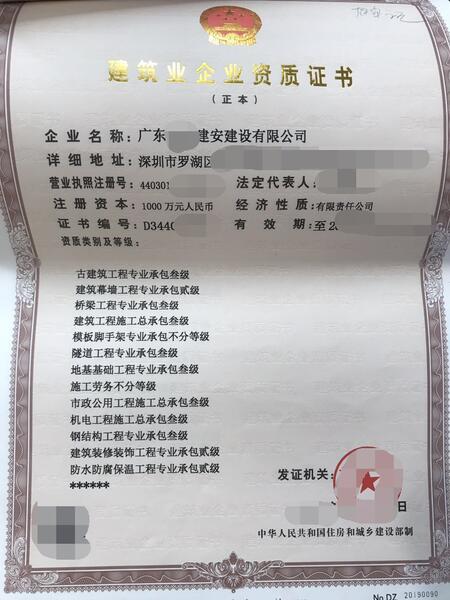 建筑业企业资质证书
(正本)
企业名称:广东 建安建设有限公司
详细地址:深圳市罗湖区
营业执照注册号:440301 法定代表人:
注册资本:1000万元人民币 经济性质:有限责任公司
证书编号:D344 有效期:至2
资质类别及等级:
古建筑工程专业承包叁级
建筑幕墙工程专业承包贰级
桥梁工程专业承包叁级
建筑工程施工总承包叁级
模板脚手架专业承包不分等级
隧道工程专业承包叁级
地基基础工程专业承包叁级
施工劳务不分等级
市政公用工程施工总承包叁级
机电工程施工总承包叁级
钢结构工程专业承包叁级
建筑装修装饰工程专业承包贰级
防水防腐保温工程专业承包贰级
******
发证机关:
日
中华人民共和国住房和城乡建设部制
No.DZ 20190090